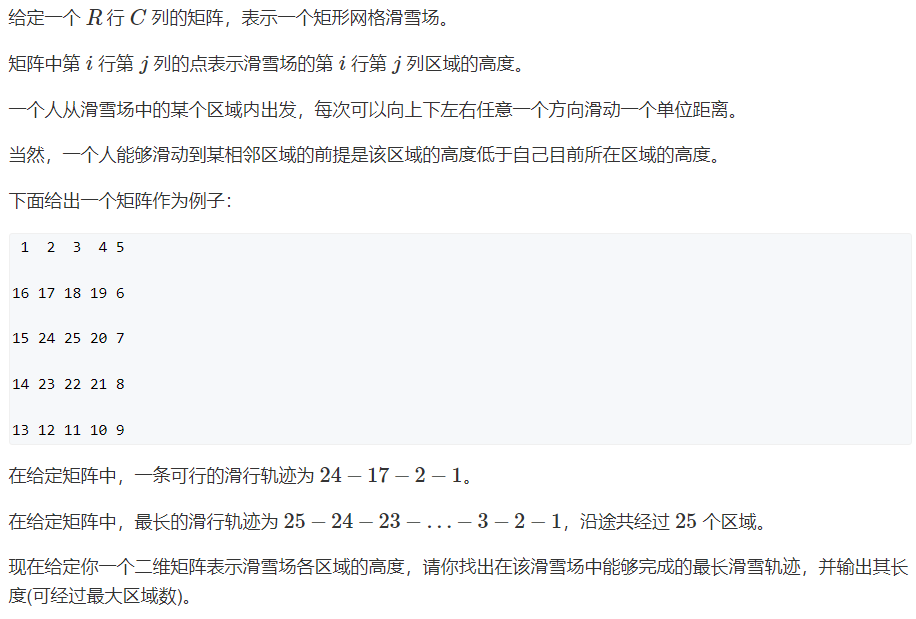 给定一个 R 行 C 列的矩阵，表示一个矩形网格滑雪场。
矩阵中第 i 行第 j 列的点表示滑雪场的第 i 行第 j 列区域的高度。
一个人从滑雪场中的某个区域内出发，每次可以向上下左右任意一个方向滑动一个单位距离。
当然，一个人能够滑动到某相邻区域的前提是该区域的高度低于自己目前所在区域的高度。
下面给出一个矩阵作为例子：
1 2 3 4 5
16 17 18 19 6
15 24 25 20 7
14 23 22 21 8
13 12 11 10 9
在给定矩阵中，一条可行的滑行轨迹为 24 − 17 − 2 − 1。
在给定矩阵中，最长的滑行轨迹为 25 − 24 − 23 − … − 3 − 2 − 1，沿途共经过 25 个区域。
现在给定你一个二维矩阵表示滑雪场各区域的高度，请你找出在该滑雪场中能够完成的最长滑雪轨迹，并输出其长
度(可经过最大区域数)。